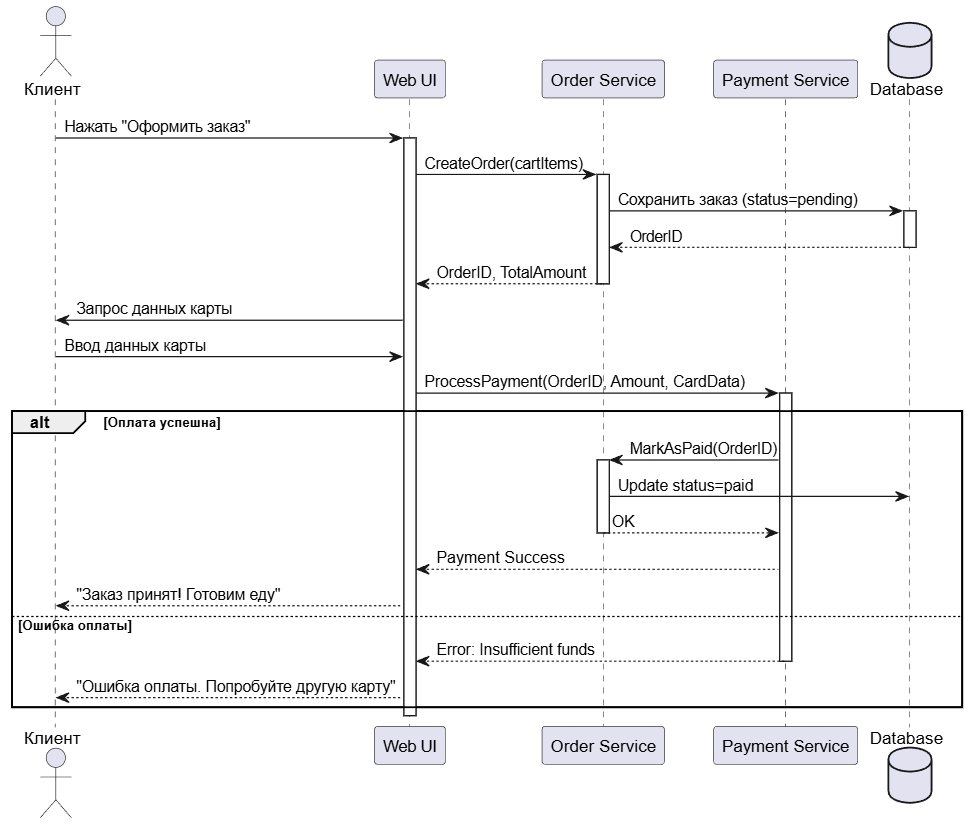 Клиент
Web UI
Order Service
Payment Service
Database
Нажать "Оформить заказ"
CreateOrder(cartItems)
Сохранить заказ (status=pending)
OrderID
OrderID, TotalAmount
Запрос данных карты
Ввод данных карты
ProcessPayment(OrderID, Amount, CardData)
alt
[Оплата успешна]
MarkAsPaid(OrderID)
Update status=paid
OK
Payment Success
"Заказ принят! Готовим еду"
[Ошибка оплаты]
Error: Insufficient funds
"Ошибка оплаты. Попробуйте другую карту"
Клиент
Web UI
Order Service
Payment Service
Database